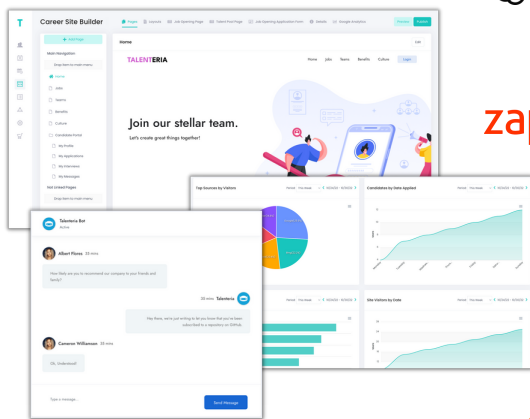 T
Career Site Builder
Pages
Layouts
Job Opening Page
Talent Pool Page
Job Opening Application Form
Details
Google Analytics
Preview
Publish
+ Add Page
Main Navigation
Drag item to main menu
Home
Jobs
Teams
Benefits
Culture
Candidate Portal
My Profile
My Applications
My Interviews
My Messages
Not Linked Pages
Drag item to main menu
Home
Edit
TALENTERIA
Home Jobs Teams Benefits Culture Login
Join our stellar team.
Let's create great things together!
za
Top Sources by Visitors
Candidates by Date Applied
Site Visitors by Date
Talenteria Bot
Active
Albert Flores 33 mins
How likely are you to recommend our company to your friends and
family?
33 mins Talenteria
Hey there, we're just writing to let you know that you've been
subscribed to a repository on GitHub.
Cameron Williamson 33 mins
Ok, Understood!
Type a message...
Send Message